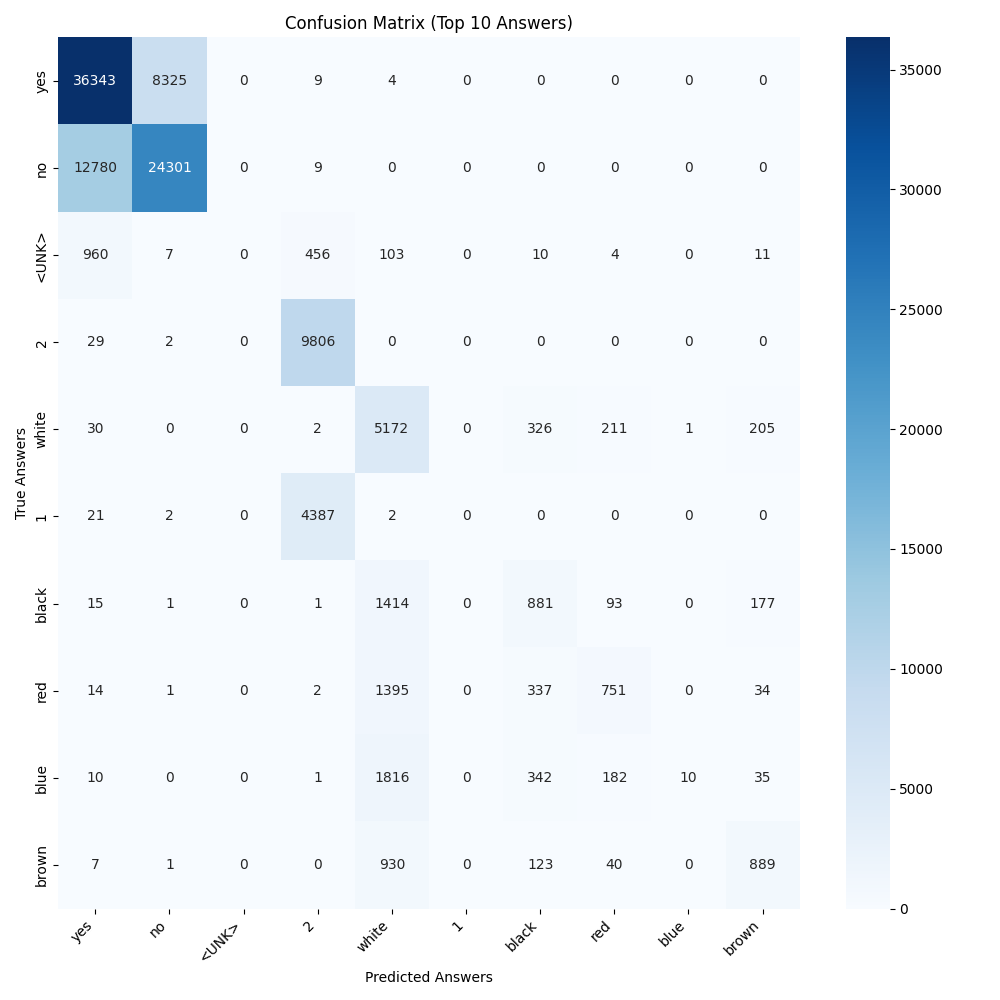 Confusion Matrix (Top 10 Answers)
True Answers
yes 36343 8325 0 9 4 0 0 0 0 0
no 12780 24301 0 9 0 0 0 0 0 0
<UNK> 960 7 0 456 103 0 10 4 0 11
2 29 2 0 9806 0 0 0 0 0 0
white 30 0 0 2 5172 0 326 211 1 205
1 21 2 0 4387 2 0 0 0 0 0
black 15 1 0 1 1414 0 881 93 0 177
red 14 1 0 2 1395 0 337 751 0 34
blue 10 0 0 1 1816 0 342 182 10 35
brown 7 1 0 0 930 0 123 40 0 889
yes no <UNK> 2 white 1 black red blue brown
Predicted Answers
35000
30000
25000
20000
15000
10000
5000
0